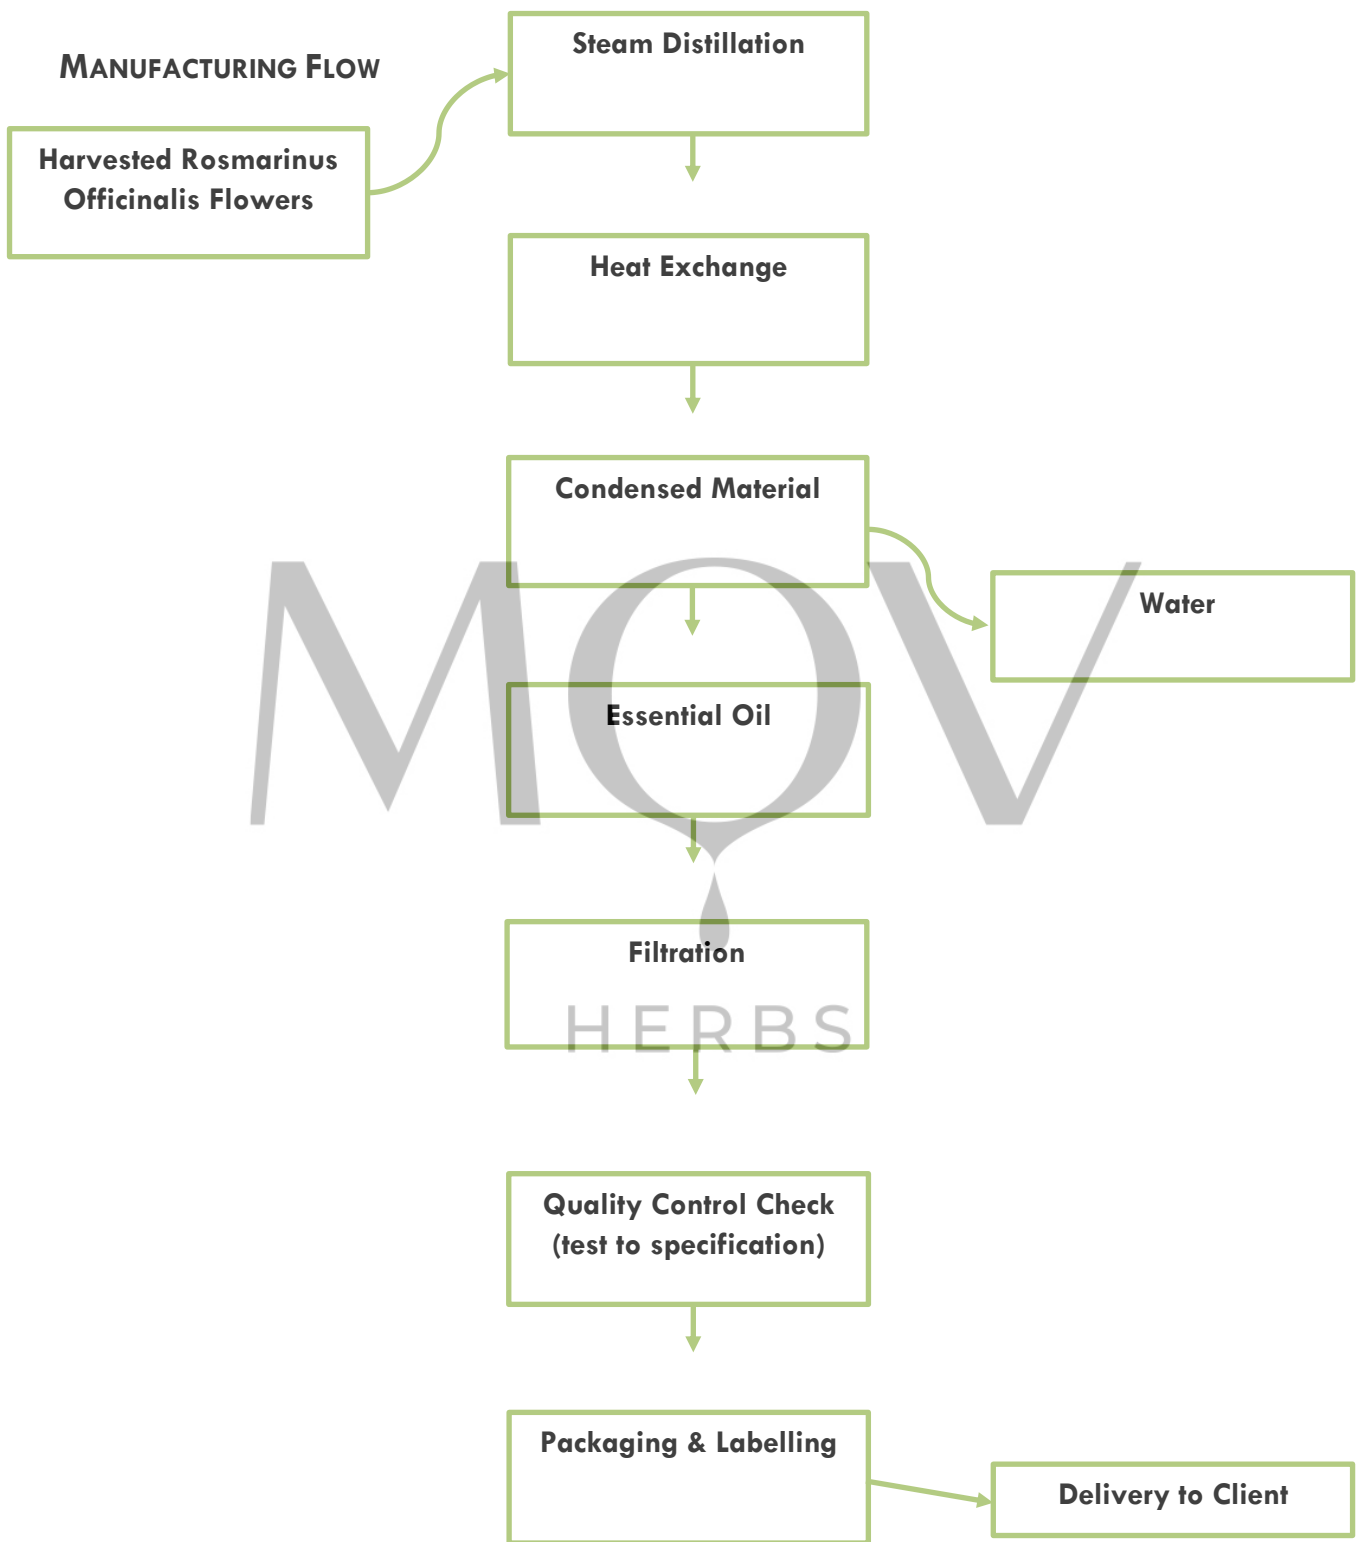 MANUFACTURING FLOW
Harvested Rosmarinus
Officinalis Flowers
Steam Distillation
Heat Exchange
Condensed Material
Water
Essential Oil
Filtration
Quality Control Check
(test to specification)
Packaging & Labelling
Delivery to Client
MOV
HERBS